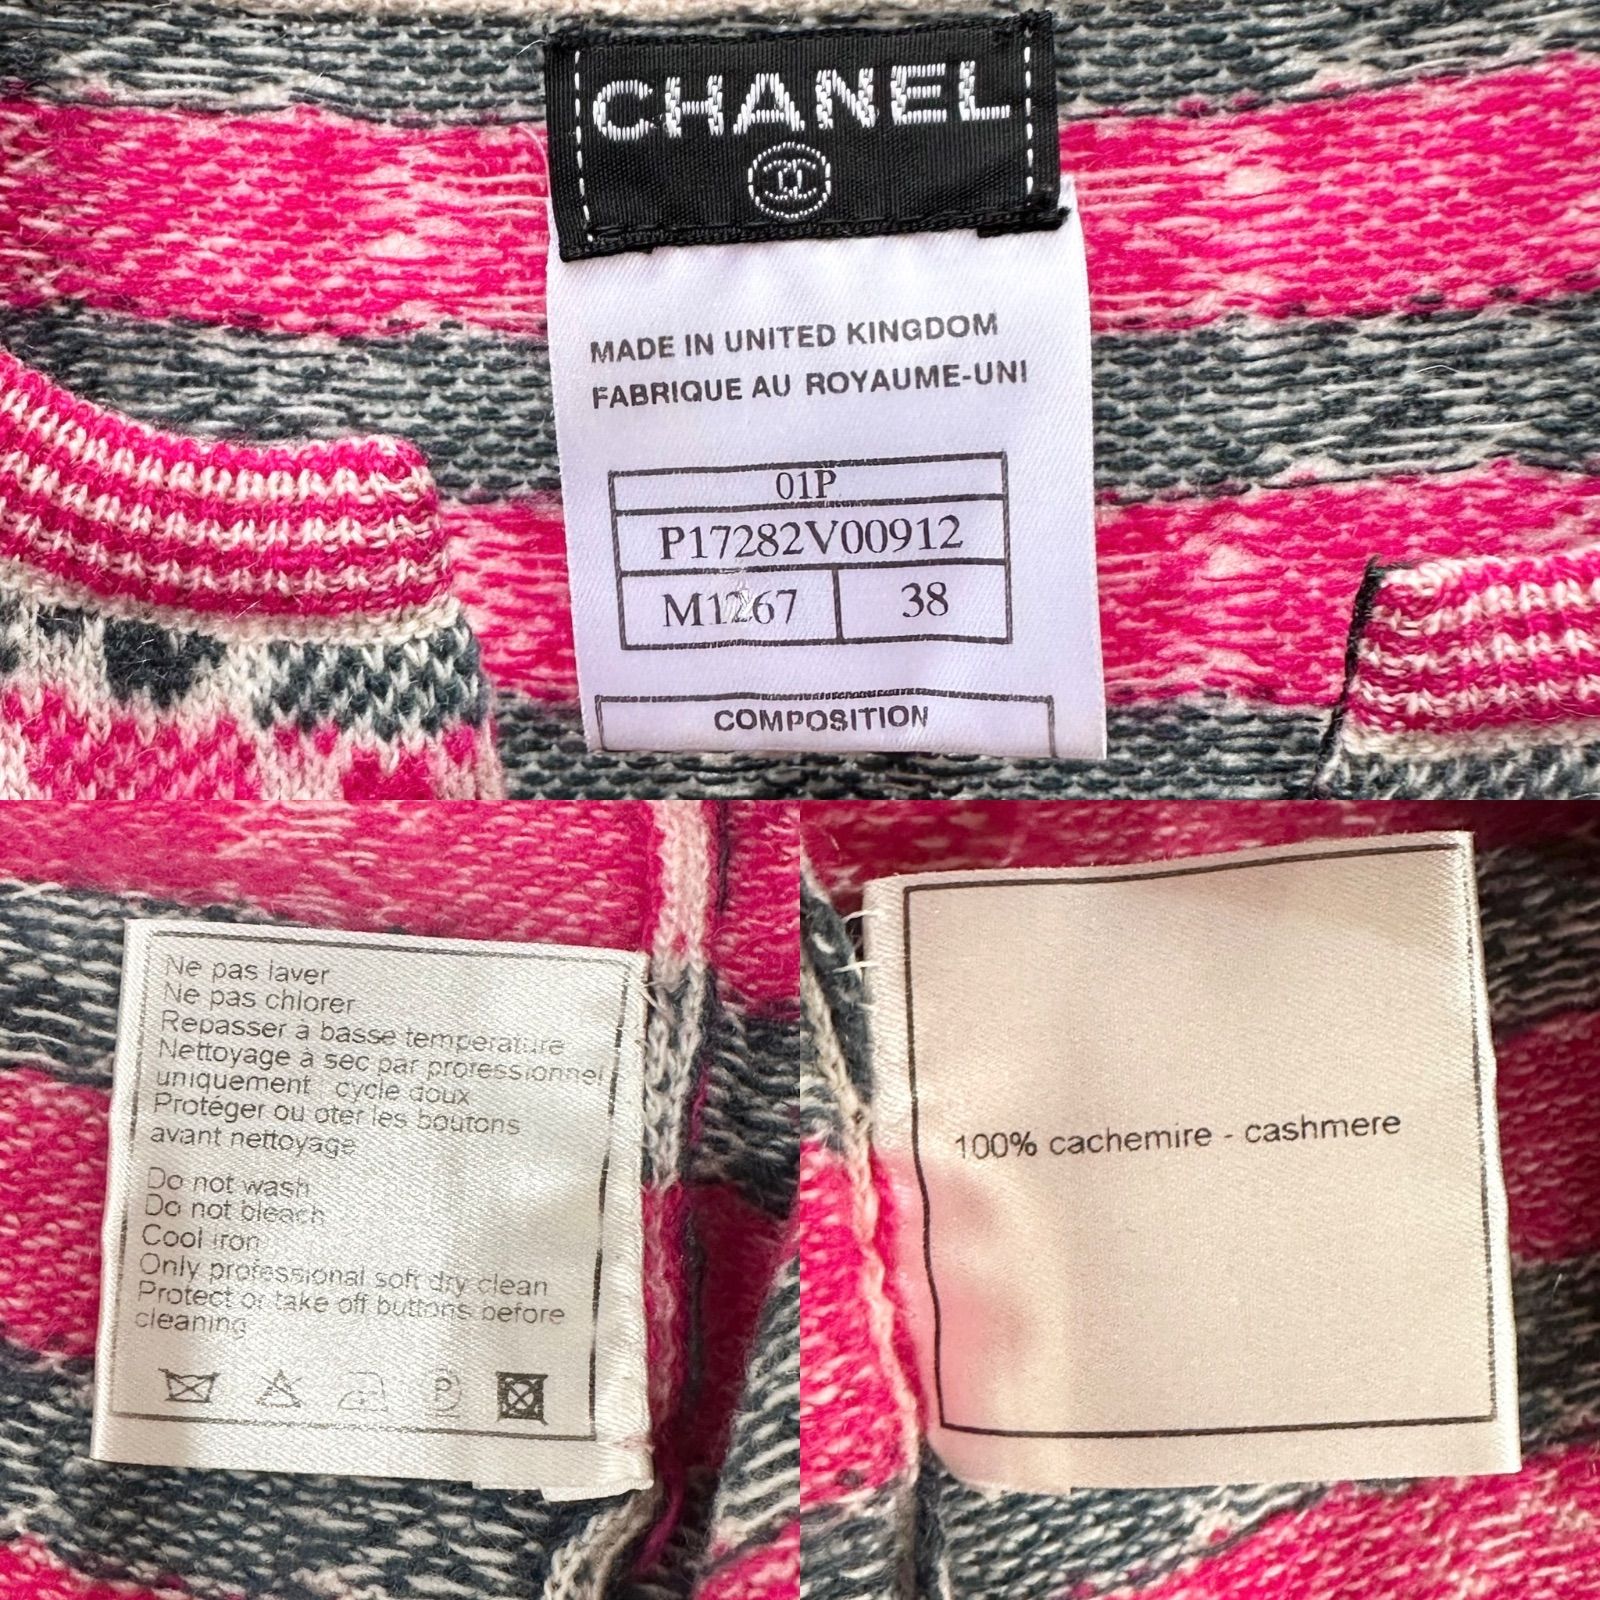 CHANEL
MADE IN UNITED KINGDOM
FABRIQUE AU ROYAUME-UNI
01P
P17282V00912
M1267 38
COMPOSITION
Ne pas laver
Ne pas chlorer
Repasser à basse temperature
Nettoyage à sec par professionnel
uniquement : cycle doux
Protéger ou oter les boutons
avant nettoyage
Do not wash
Do not bleach
Cool iron
Only professional soft dry clean
Protect or take off buttons before
cleaning
P
100% cachemire - cashmere